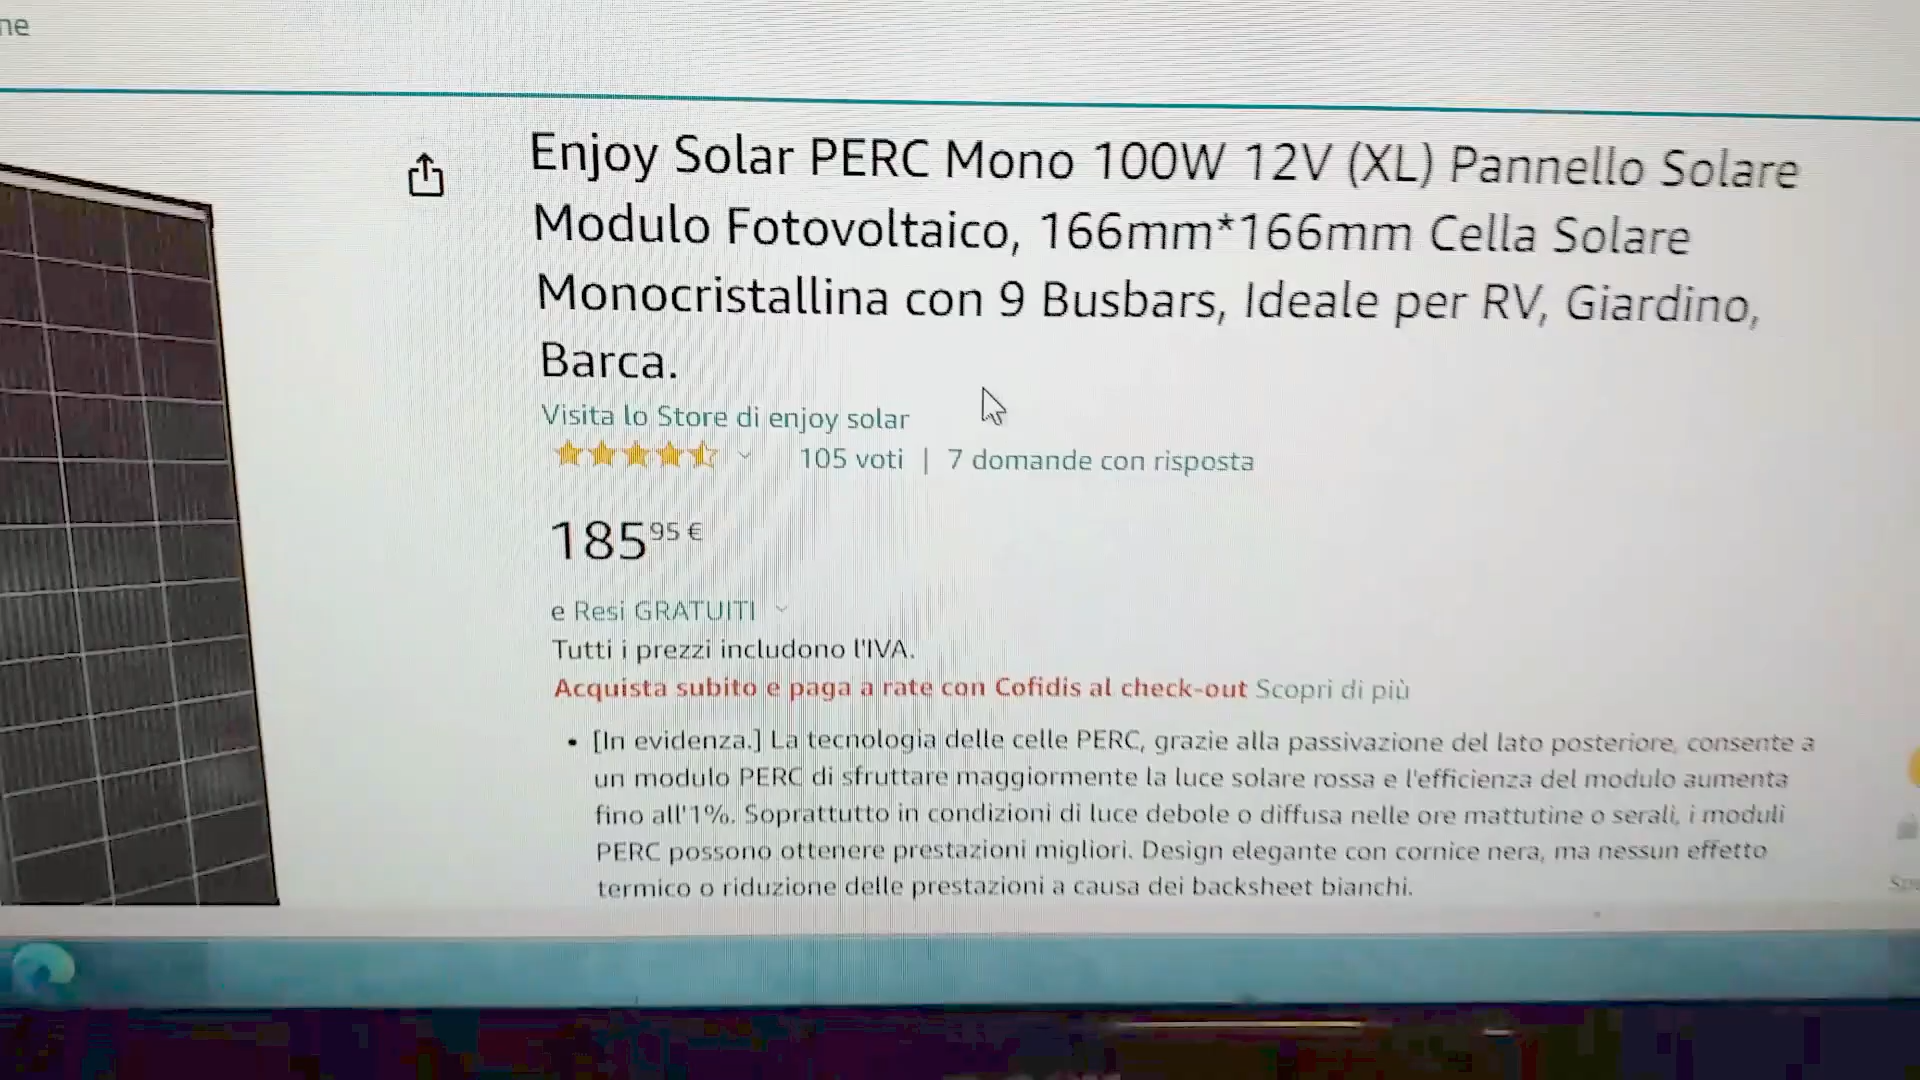 ne
Enjoy Solar PERC Mono 100W 12V (XL) Pannello Solare
Modulo Fotovoltaico, 166mm*166mm Cella Solare
Monocristallina con 9 Busbars, Ideale per RV, Giardino,
Barca.
Visita lo Store di enjoy solar
105 voti | 7 domande con risposta
18595 €
e Resi GRATUITI
Tutti i prezzi includono l'IVA.
Acquista subito e paga a rate con Cofidis al check-out Scopri di più
• [In evidenza.] La tecnologia delle celle PERC, grazie alla passivazione del lato posteriore, consente a
un modulo PERC di sfruttare maggiormente la luce solare rossa e l'efficienza del modulo aumenta
fino all'1%. Soprattutto in condizioni di luce debole o diffusa nelle ore mattutine o serali, i moduli
PERC possono ottenere prestazioni migliori. Design elegante con cornice nera, ma nessun effetto
termico o riduzione delle prestazioni a causa dei backsheet bianchi.